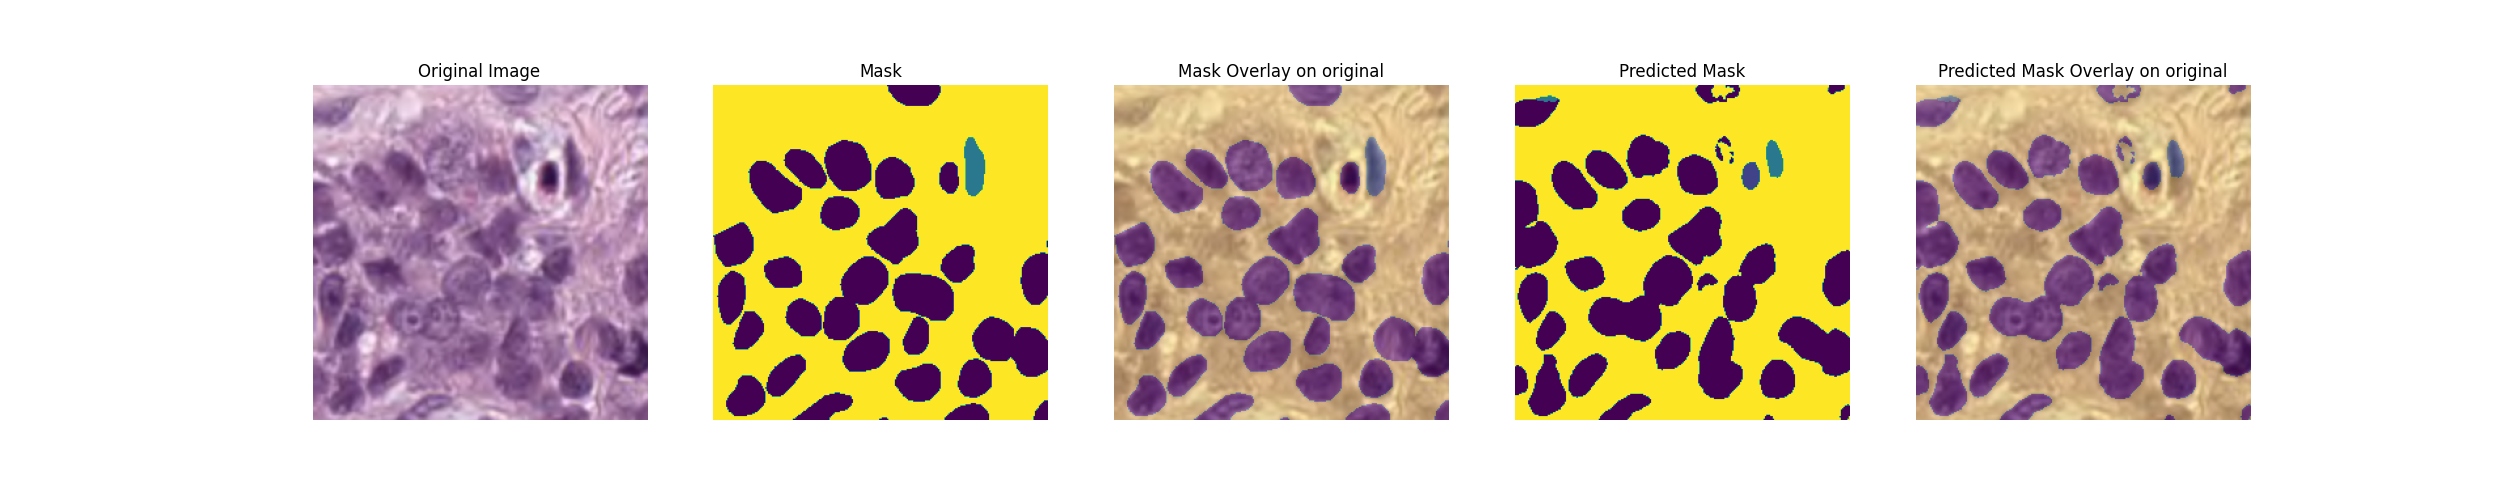 Original Image
Mask
Mask Overlay on original
Predicted Mask
Predicted Mask Overlay on original